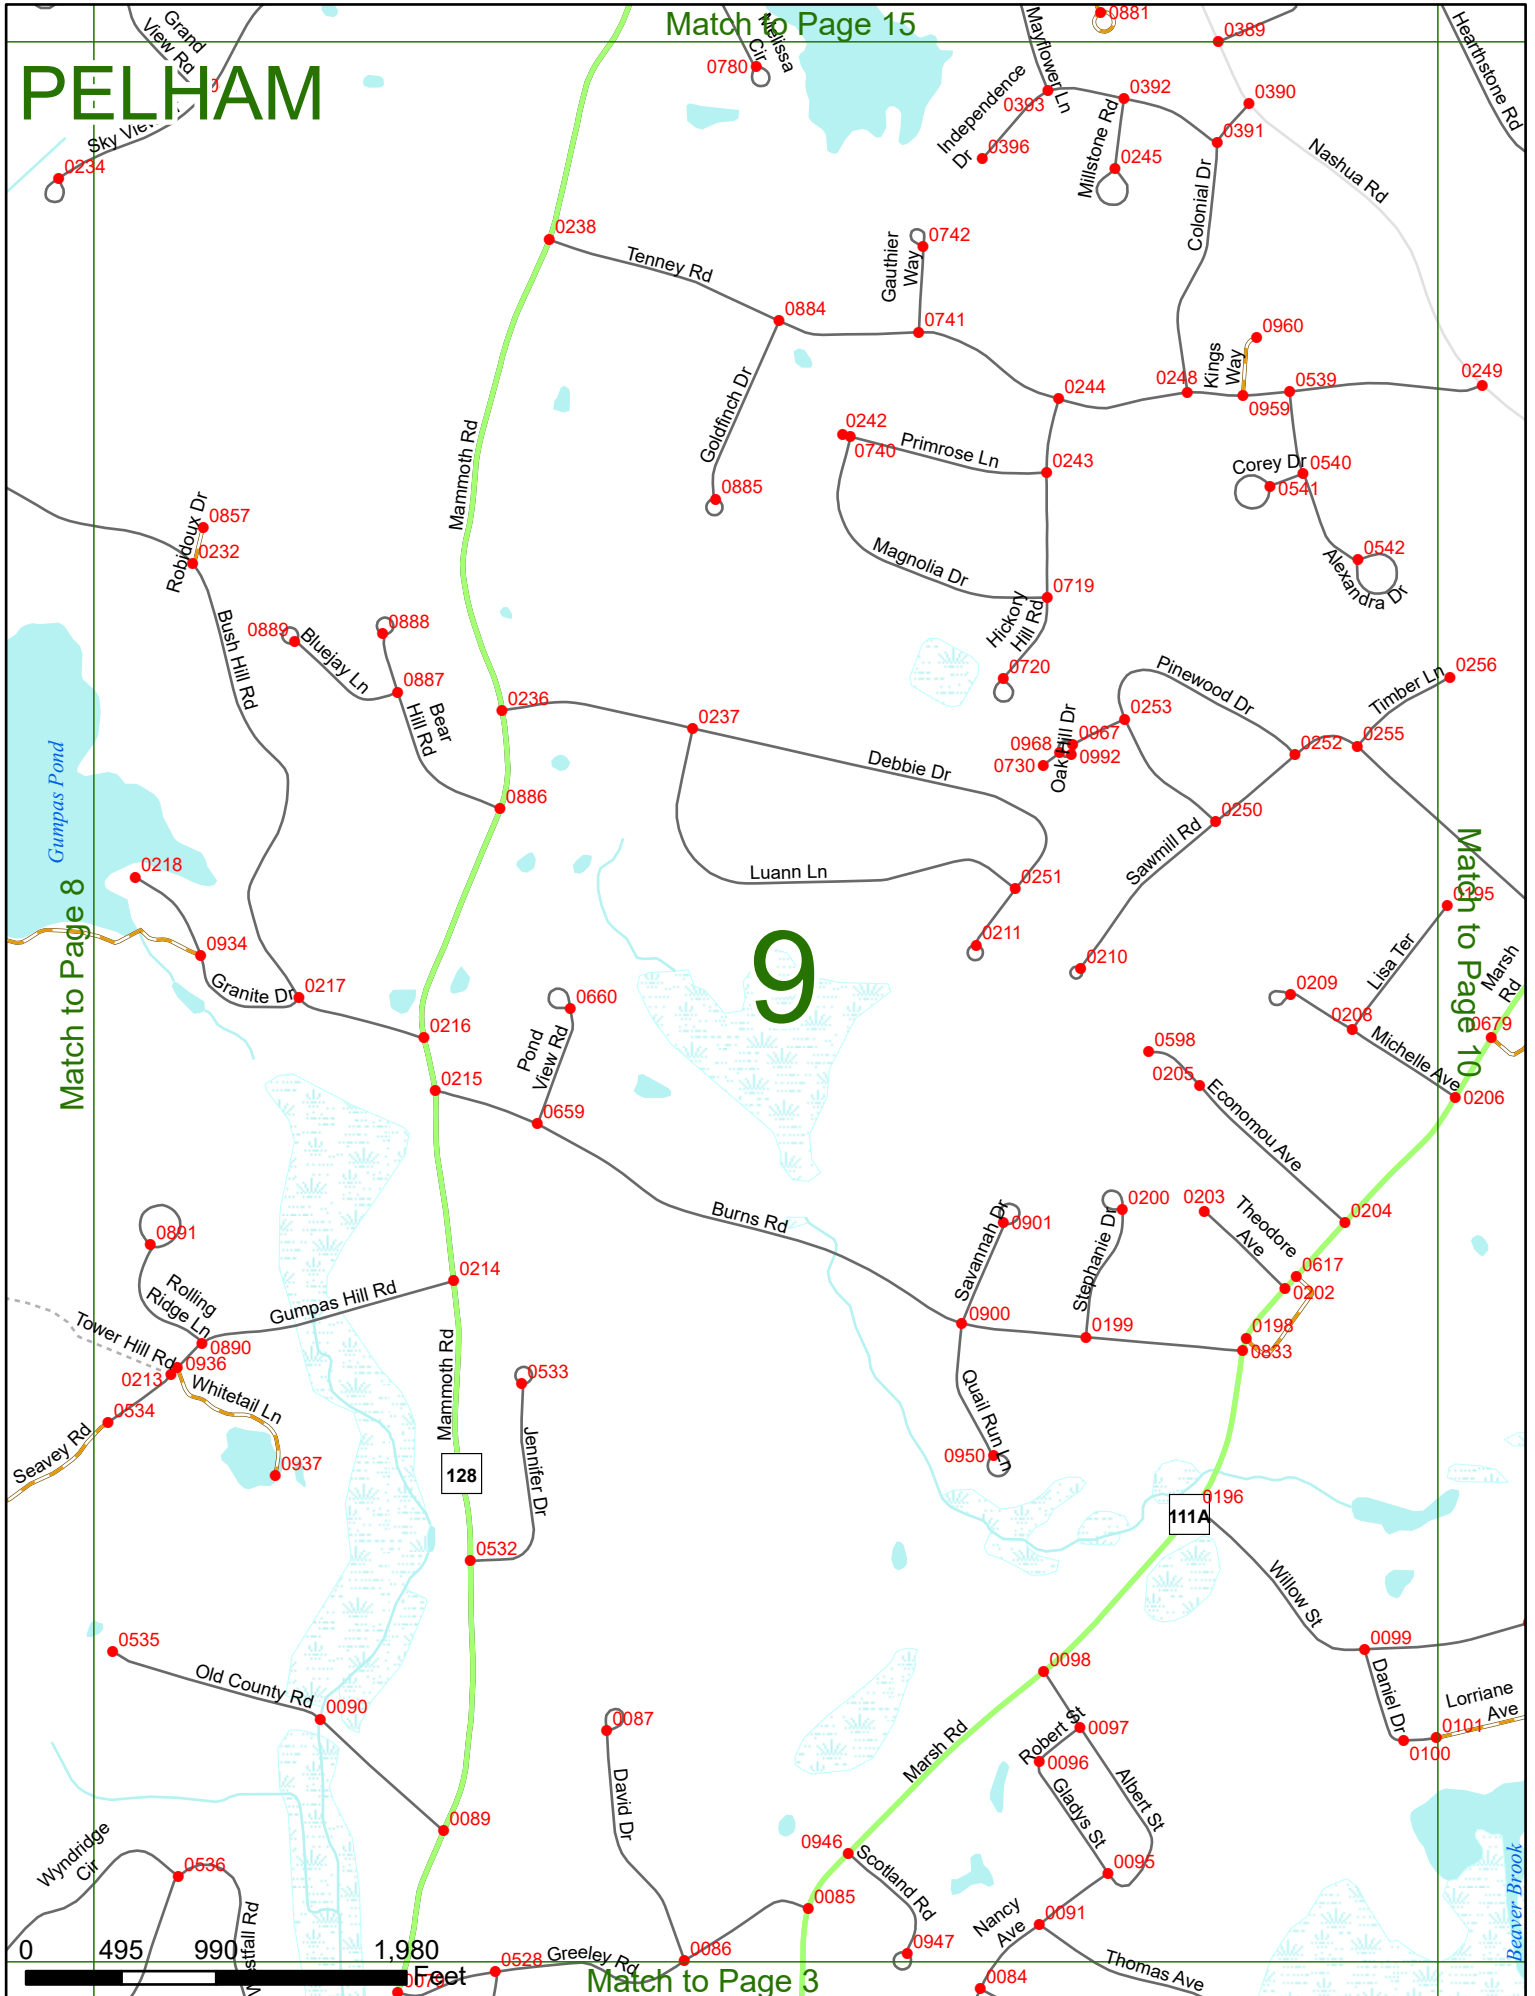 Match to Page 15
PELHAM
Grand
View Rd
Sky View
0234
Melissa
Cir
0780
Mayflower Ln
0881
0389
Hearthstone Rd
Independence
Dr
0393
0396
0392
Millstone Rd
0245
0390
0391
Nashua Rd
Colonial Dr
0238
Tenney Rd
0884
Gauthier
Way
0742
0741
0244
0248
Kings
Way
0960
0959
0539
0249
Goldfinch Dr
0885
0242
0740
Primrose Ln
0243
Corey Dr
0540
0541
0542
Alexandra Dr
Mammoth Rd
Robidoux Dr
0857
0232
Magnolia Dr
0719
Hickory
Hill Rd
0720
Bush Hill Rd
0889
Bluejay Ln
0888
0887
Bear
Hill Rd
0236
0237
Debbie Dr
0886
Oak Hill Dr
0968
0967
0992
0730
0253
Pinewood Dr
0252
Timber Ln
0256
0255
0250
Sawmill Rd
Gumpas Pond
Match to Page 8
0218
0934
Granite Dr
0217
0216
Luann Ln
0251
0211
0210
9
Match to Page 10
0195
Lisa Ter
0209
0208
Michelle Ave
Marsh
Rd
0679
0206
0660
Pond
View Rd
0215
0659
0598
0205
Economou Ave
0204
Burns Rd
0891
Rolling
Ridge Ln
0214
Gumpas Hill Rd
0890
Tower Hill Rd
0936
0213
Whitetail Ln
0534
Seavey Rd
0937
Mammoth Rd
128
0533
Jennifer Dr
0532
Savannah Dr
0901
0900
Stephanie Dr
0200
0199
0203
Theodore
Ave
0617
0202
0198
0833
Quail Run Ln
0950
0196
111A
Willow St
0099
Daniel Dr
Lorriane
Ave
0101
0100
0535
Old County Rd
0090
0089
0087
David Dr
0098
Marsh Rd
Robert St
0097
0096
Gladys St
Albert St
0095
0946
Scotland Rd
0085
0947
Nancy
Ave
0091
Thomas Ave
0084
Beaver Brook
Wyndridge
Cir
0536
Westfall Rd
0079
0528
Greeley Rd
0086
0 495 990 1,980
Feet
Match to Page 3